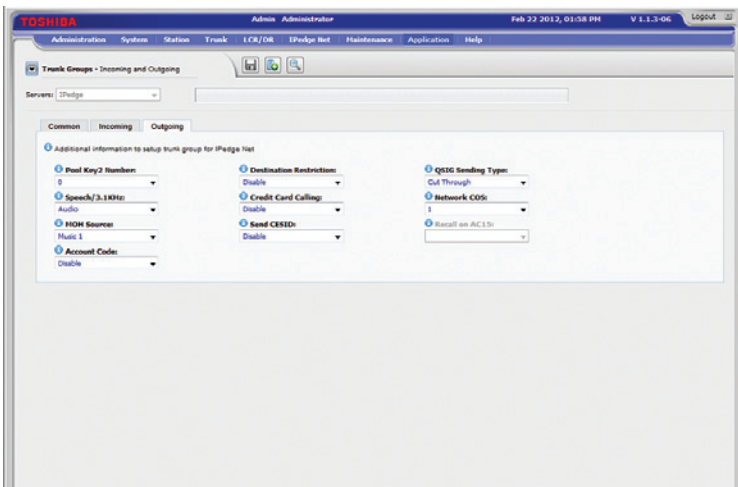 TOSHIBA
Admin Administrator
Feb 22 2012, 01:58 PM
V 1.1.3-06
Logout
Administration System Station Trunk LCR/DR IPedge Net Maintenance Application Help
Trunk Groups - Incoming and Outgoing
Servers: IPedge
Common Incoming Outgoing
Additional information to setup trunk group for IPedge Net
Pool Key2 Number: Destination Restriction: QSIG Sending Type:
0 Disable Cut Through
Speech/3.1KHz: Credit Card Calling: Network COS:
Audio Disable 1
MOH Source: Send CESID: Recall on AC15:
Music 1 Disable
Account Code:
Disable